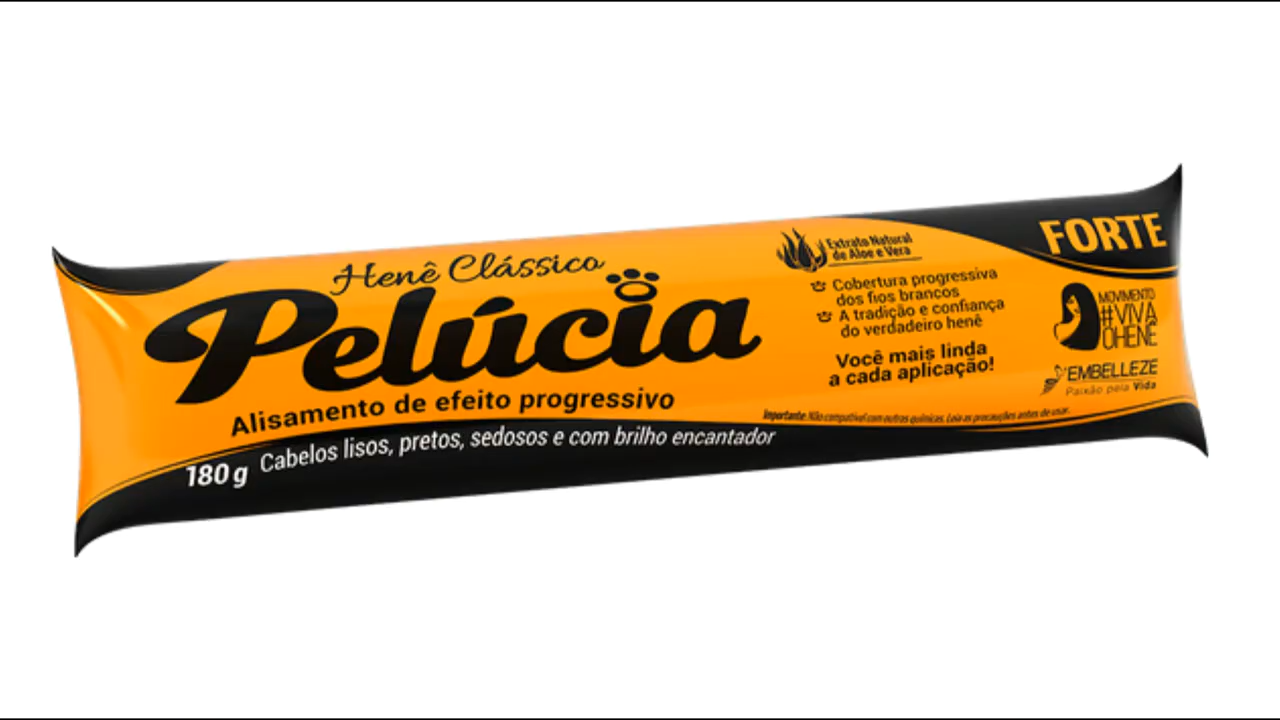 Henê Clássico
Pelúcia
Alisamento de efeito progressivo
180 g
Cabelos lisos, pretos, sedosos e com brilho encantador
Extrato Natural
de Aloe e Vera
Cobertura progressiva
dos fios brancos
A tradição e confiança
do verdadeiro henê
Você mais linda
a cada aplicação!
Importante: Não compatível com outras químicas. Leia as precauções antes de usar.
FORTE
MOVIMENTO
#VIVA
OHENÊ
EMBELLEZE
Paixão pela Vida